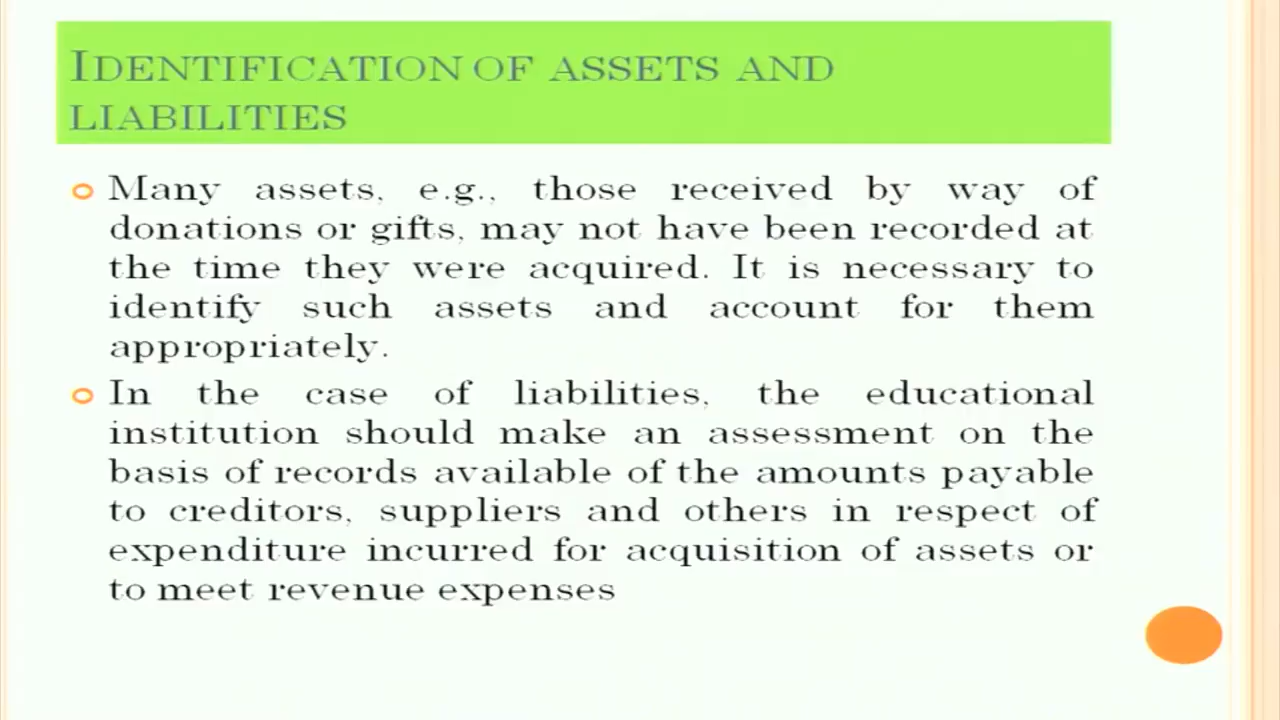 IDENTIFICATION OF ASSETS AND
LIABILITIES
Many assets, e.g., those received by way of
donations or gifts, may not have been recorded at
the time they were acquired. It is necessary to
identify such assets and account for them
appropriately.
In the case of liabilities, the educational
institution should make an assessment on the
basis of records available of the amounts payable
to creditors, suppliers and others in respect of
expenditure incurred for acquisition of assets or
to meet revenue expenses